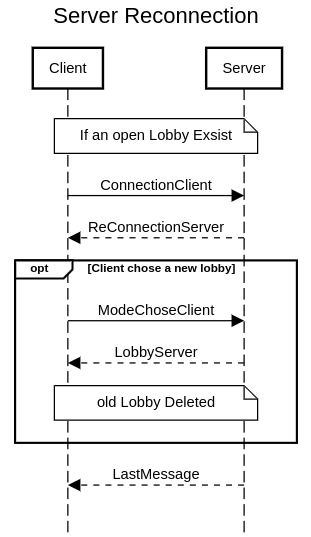 Server Reconnection
Client
Server
If an open Lobby Exsist
ConnectionClient
ReConnectionServer
opt
[Client chose a new lobby]
ModeChoseClient
LobbyServer
old Lobby Deleted
LastMessage